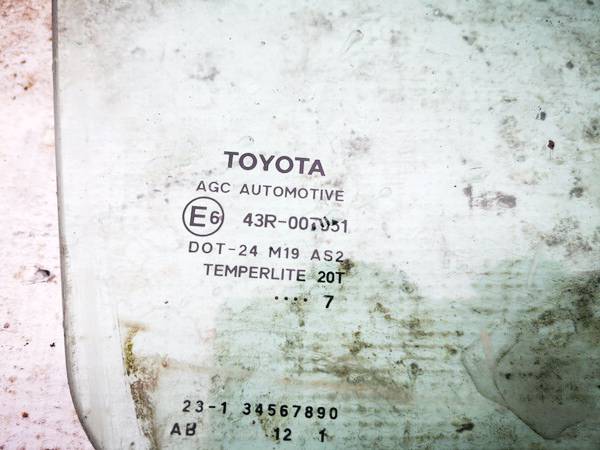 TOYOTA
AGC AUTOMOTIVE
E6 43R-007951
DOT-24 M19 AS2
TEMPERLITE 20T
.... 7
23-1 34567890
AB 12 1